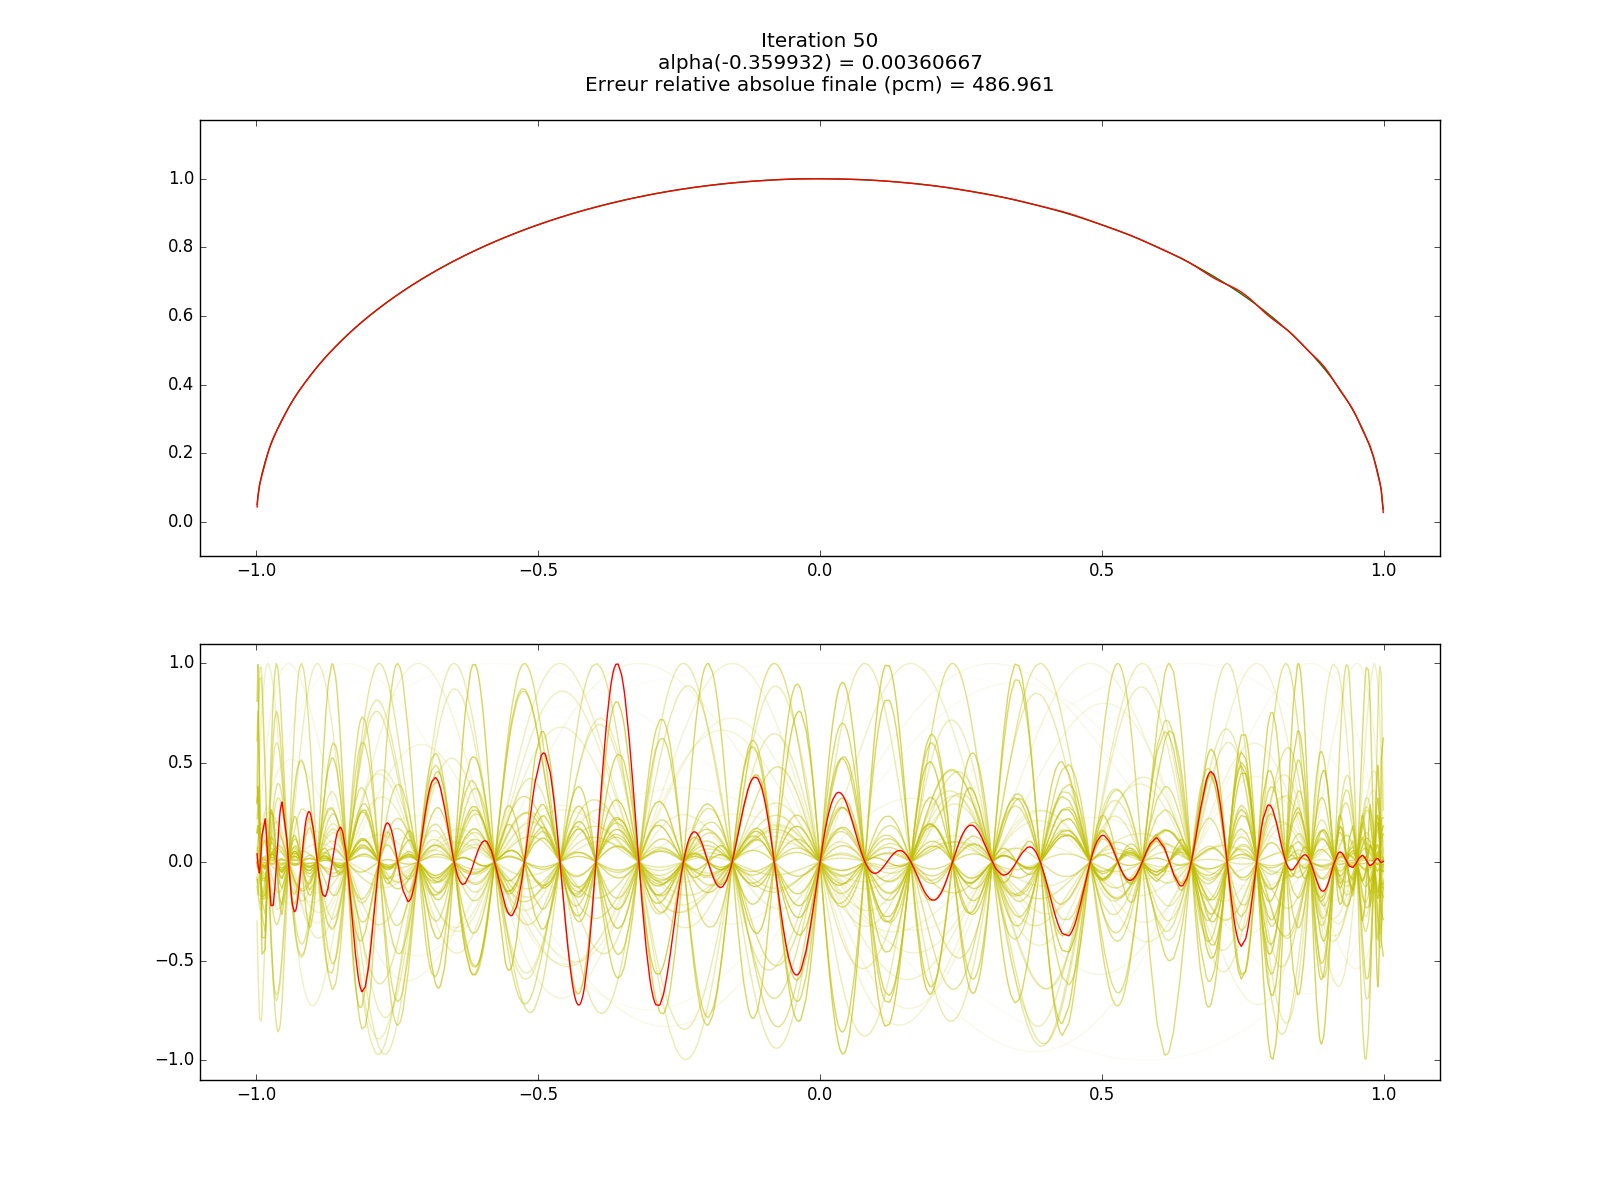 Iteration 50
alpha(-0.359932) = 0.00360667
Erreur relative absolue finale (pcm) = 486.961
1.0
0.8
0.6
0.4
0.2
0.0
−1.0 −0.5 0.0 0.5 1.0
1.0
0.5
0.0
−0.5
−1.0
−1.0 −0.5 0.0 0.5 1.0